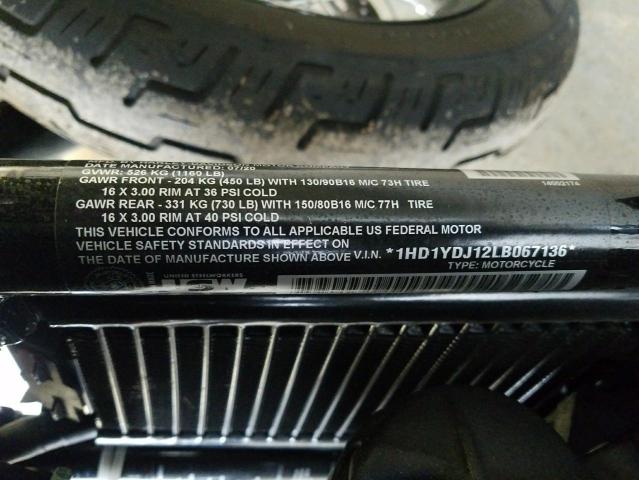 DATE MANUFACTURED: 07/20
GVWR: 526 KG (1160 LB)
GAWR FRONT - 204 KG (450 LB) WITH 130/90B16 M/C 73H TIRE
16 X 3.00 RIM AT 36 PSI COLD
GAWR REAR - 331 KG (730 LB) WITH 150/80B16 M/C 77H TIRE
16 X 3.00 RIM AT 40 PSI COLD
THIS VEHICLE CONFORMS TO ALL APPLICABLE US FEDERAL MOTOR
VEHICLE SAFETY STANDARDS IN EFFECT ON
THE DATE OF MANUFACTURE SHOWN ABOVE V.I.N. *1HD1YDJ12LB067136*
TYPE: MOTORCYCLE
14002174
UNITED STEELWORKERS